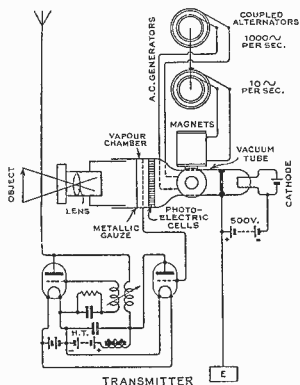 COUPLED
ALTERNATORS
1000~
PER SEC.
A.C. GENERATORS
10~
PER SEC.
MAGNETS
VAPOUR
CHAMBER
VACUUM
TUBE
CATHODE
OBJECT
LENS
METALLIC
GAUZE
PHOTO-
ELECTRIC
CELLS
500V.
+
-
H.T.
-
+
E
TRANSMITTER